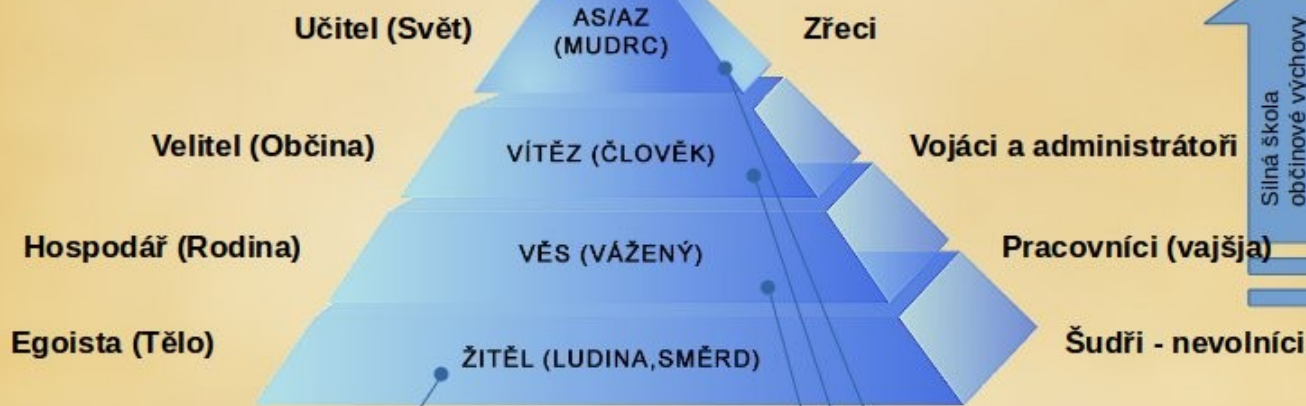 Učitel (Svět)
AS/AZ
(MUDRC)
Zřeci
Velitel (Občina)
VÍTĚZ (ČLOVĚK)
Vojáci a administrátoři
Hospodář (Rodina)
VĚS (VÁŽENÝ)
Pracovníci (vajšja)
Egoista (Tělo)
ŽITĚL (LUDINA,SMĚRD)
Šudři - nevolníci
Silná škola
občinové výchovy